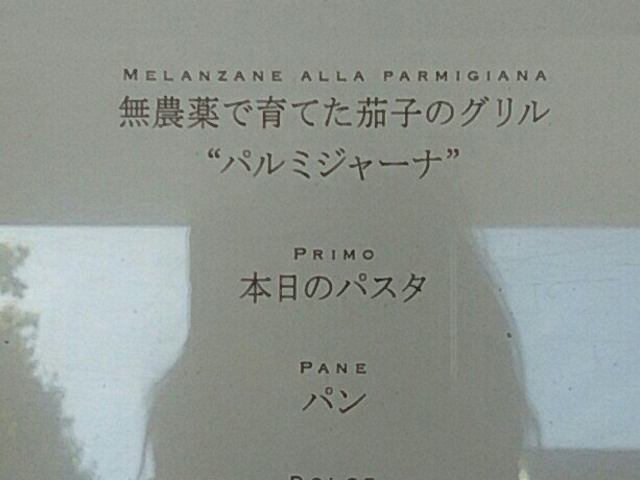 MELANZANE ALLA PARMIGIANA
無農薬で育てた茄子のグリル
“パルミジャーナ”
PRIMO
本日のパスタ
PANE
パン